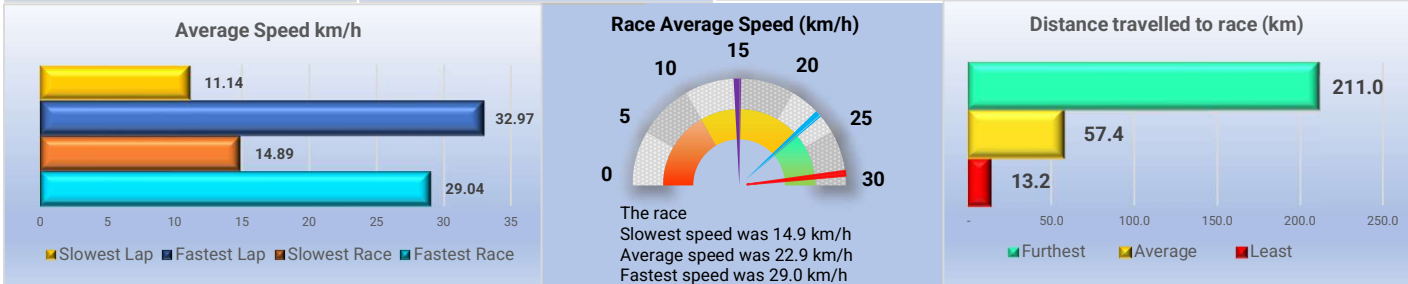 Average Speed km/h
11.14
32.97
14.89
29.04
0 5 10 15 20 25 30 35
Slowest Lap Fastest Lap Slowest Race Fastest Race
Race Average Speed (km/h)
15
10 20
5 25
0 30
The race
Slowest speed was 14.9 km/h
Average speed was 22.9 km/h
Fastest speed was 29.0 km/h
Distance travelled to race (km)
211.0
57.4
13.2
- 50.0 100.0 150.0 200.0 250.0
Furthest Average Least